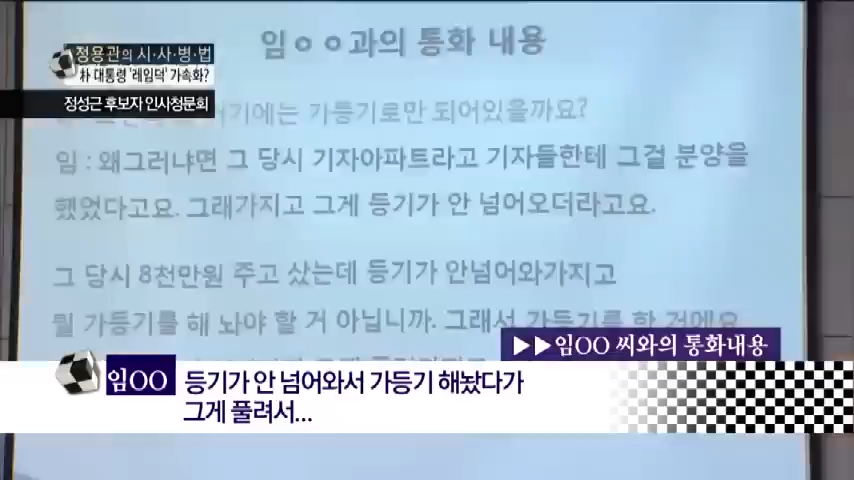 정용관의 시·사·병·법
朴 대통령 '레임덕' 가속화?
정성근 후보자 인사청문회
임ㅇㅇ과의 통화 내용
에는 가등기로만 되어있을까요?
임 : 왜그러냐면 그 당시 기자아파트라고 기자들한테 그걸 분양을
했었다고요. 그래가지고 그게 등기가 안 넘어오더라고요.
그 당시 8천만원 주고 샀는데 등기가 안넘어와가지고
뭘 가등기를 해 놔야 할 거 아닙니까. 그래서 가등기를 한 거에요
▶▶임OO 씨와의 통화내용
임OO
등기가 안 넘어와서 가등기 해놨다가
그게 풀려서...